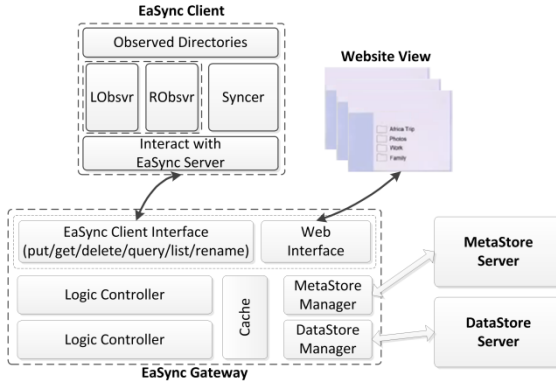 EaSync Client
Observed Directories
LObsvr
RObsvr
Syncer
Interact with
EaSync Server
Website View
Africa Trip
Photos
Work
Family
EaSync Client Interface
(put/get/delete/query/list/rename)
Web
Interface
Logic Controller
Logic Controller
Cache
MetaStore
Manager
DataStore
Manager
MetaStore
Server
DataStore
Server
EaSync Gateway